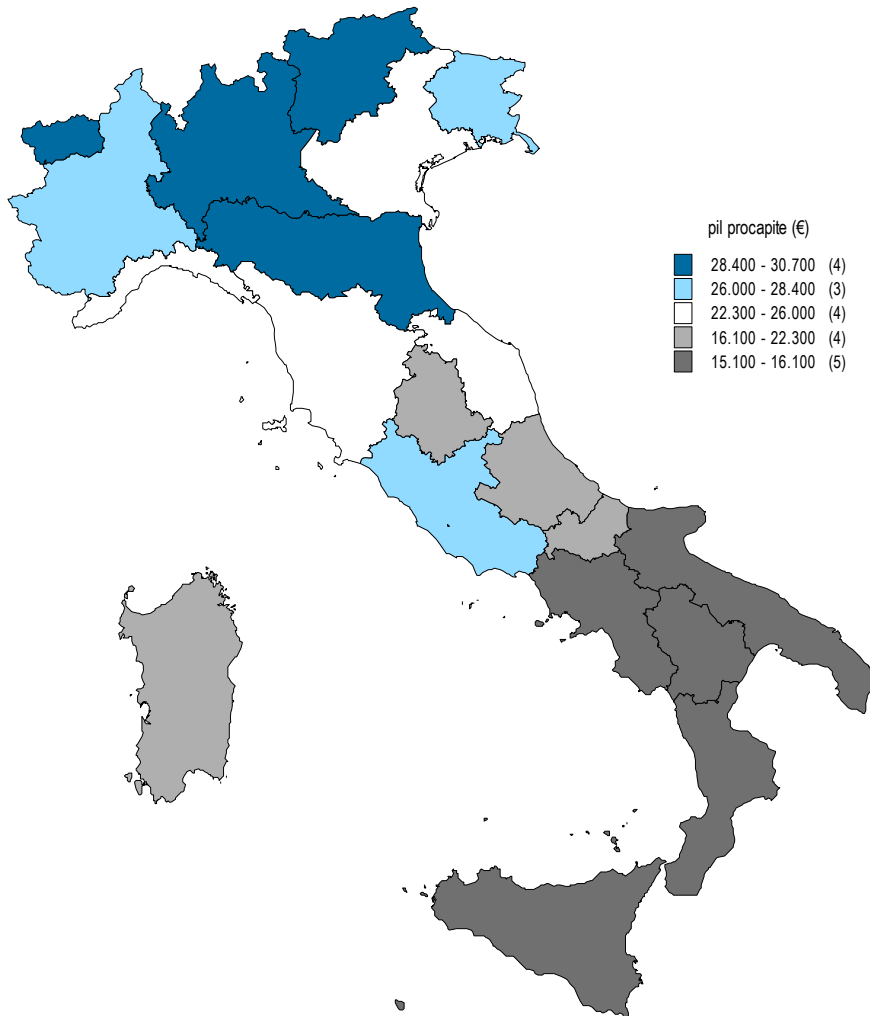 pil procapite (€)
28.400 - 30.700 (4)
26.000 - 28.400 (3)
22.300 - 26.000 (4)
16.100 - 22.300 (4)
15.100 - 16.100 (5)